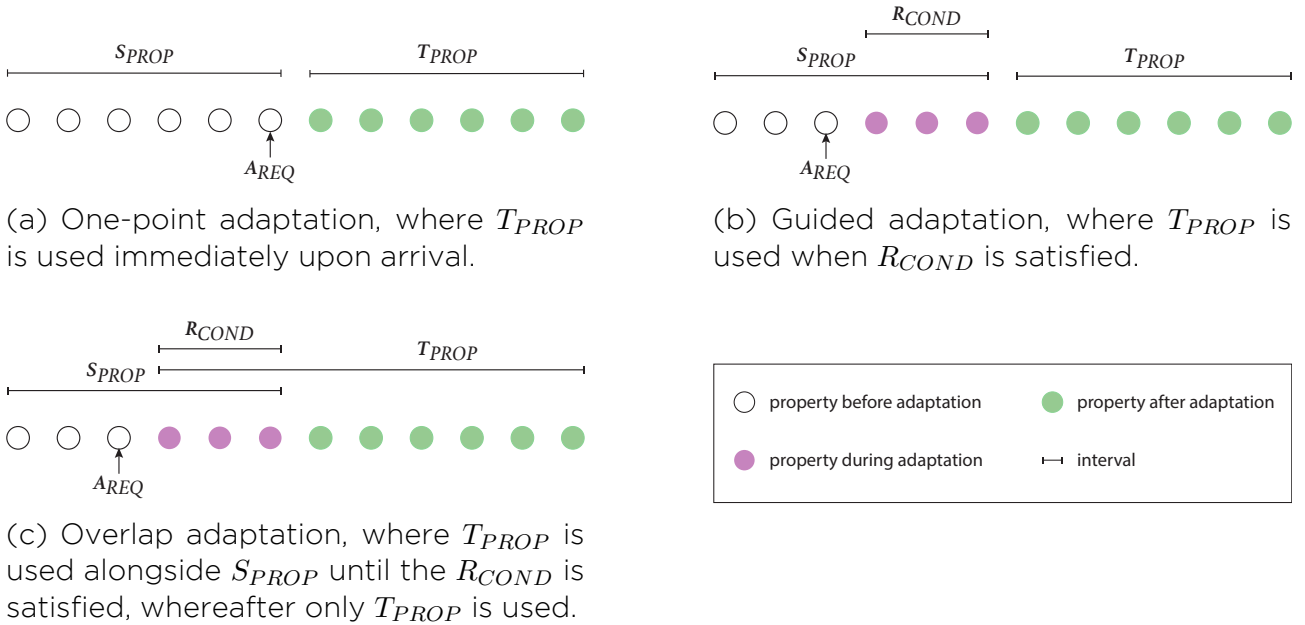 S_PROP
T_PROP
A_REQ
(a) One-point adaptation, where T_PROP
is used immediately upon arrival.
R_COND
S_PROP
T_PROP
A_REQ
(b) Guided adaptation, where T_PROP is
used when R_COND is satisfied.
R_COND
T_PROP
S_PROP
A_REQ
(c) Overlap adaptation, where T_PROP is
used alongside S_PROP until the R_COND is
satisfied, whereafter only T_PROP is used.
property before adaptation
property after adaptation
property during adaptation
interval